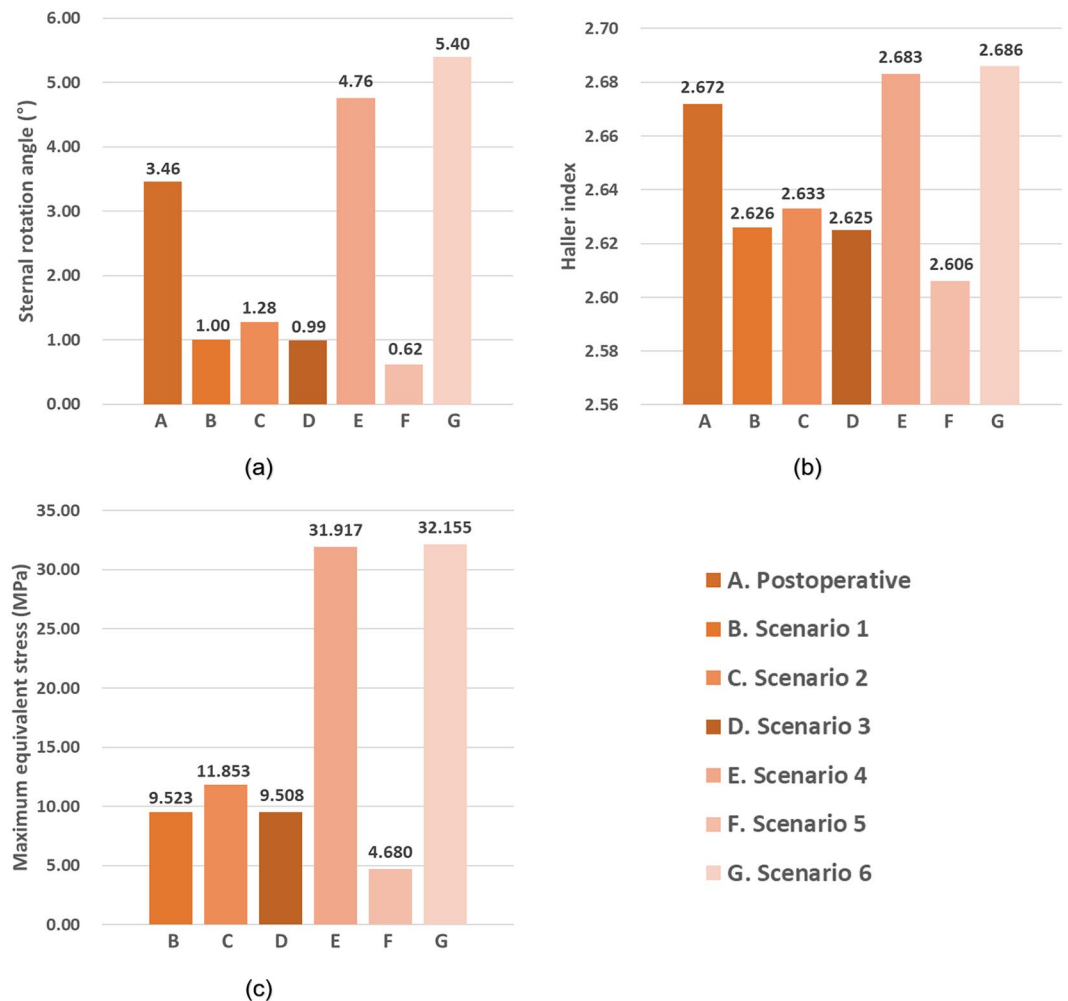 6.00
5.00
4.00
3.00
2.00
1.00
0.00
Sternal rotation angle (°)
3.46
1.00
1.28
0.99
4.76
0.62
5.40
A B C D E F G
(a)
2.70
2.68
2.66
2.64
2.62
2.60
2.58
2.56
Haller index
2.672
2.626
2.633
2.625
2.683
2.606
2.686
A B C D E F G
(b)
35.00
30.00
25.00
20.00
15.00
10.00
5.00
0.00
Maximum equivalent stress (MPa)
9.523
11.853
9.508
31.917
4.680
32.155
B C D E F G
(c)
A. Postoperative
B. Scenario 1
C. Scenario 2
D. Scenario 3
E. Scenario 4
F. Scenario 5
G. Scenario 6